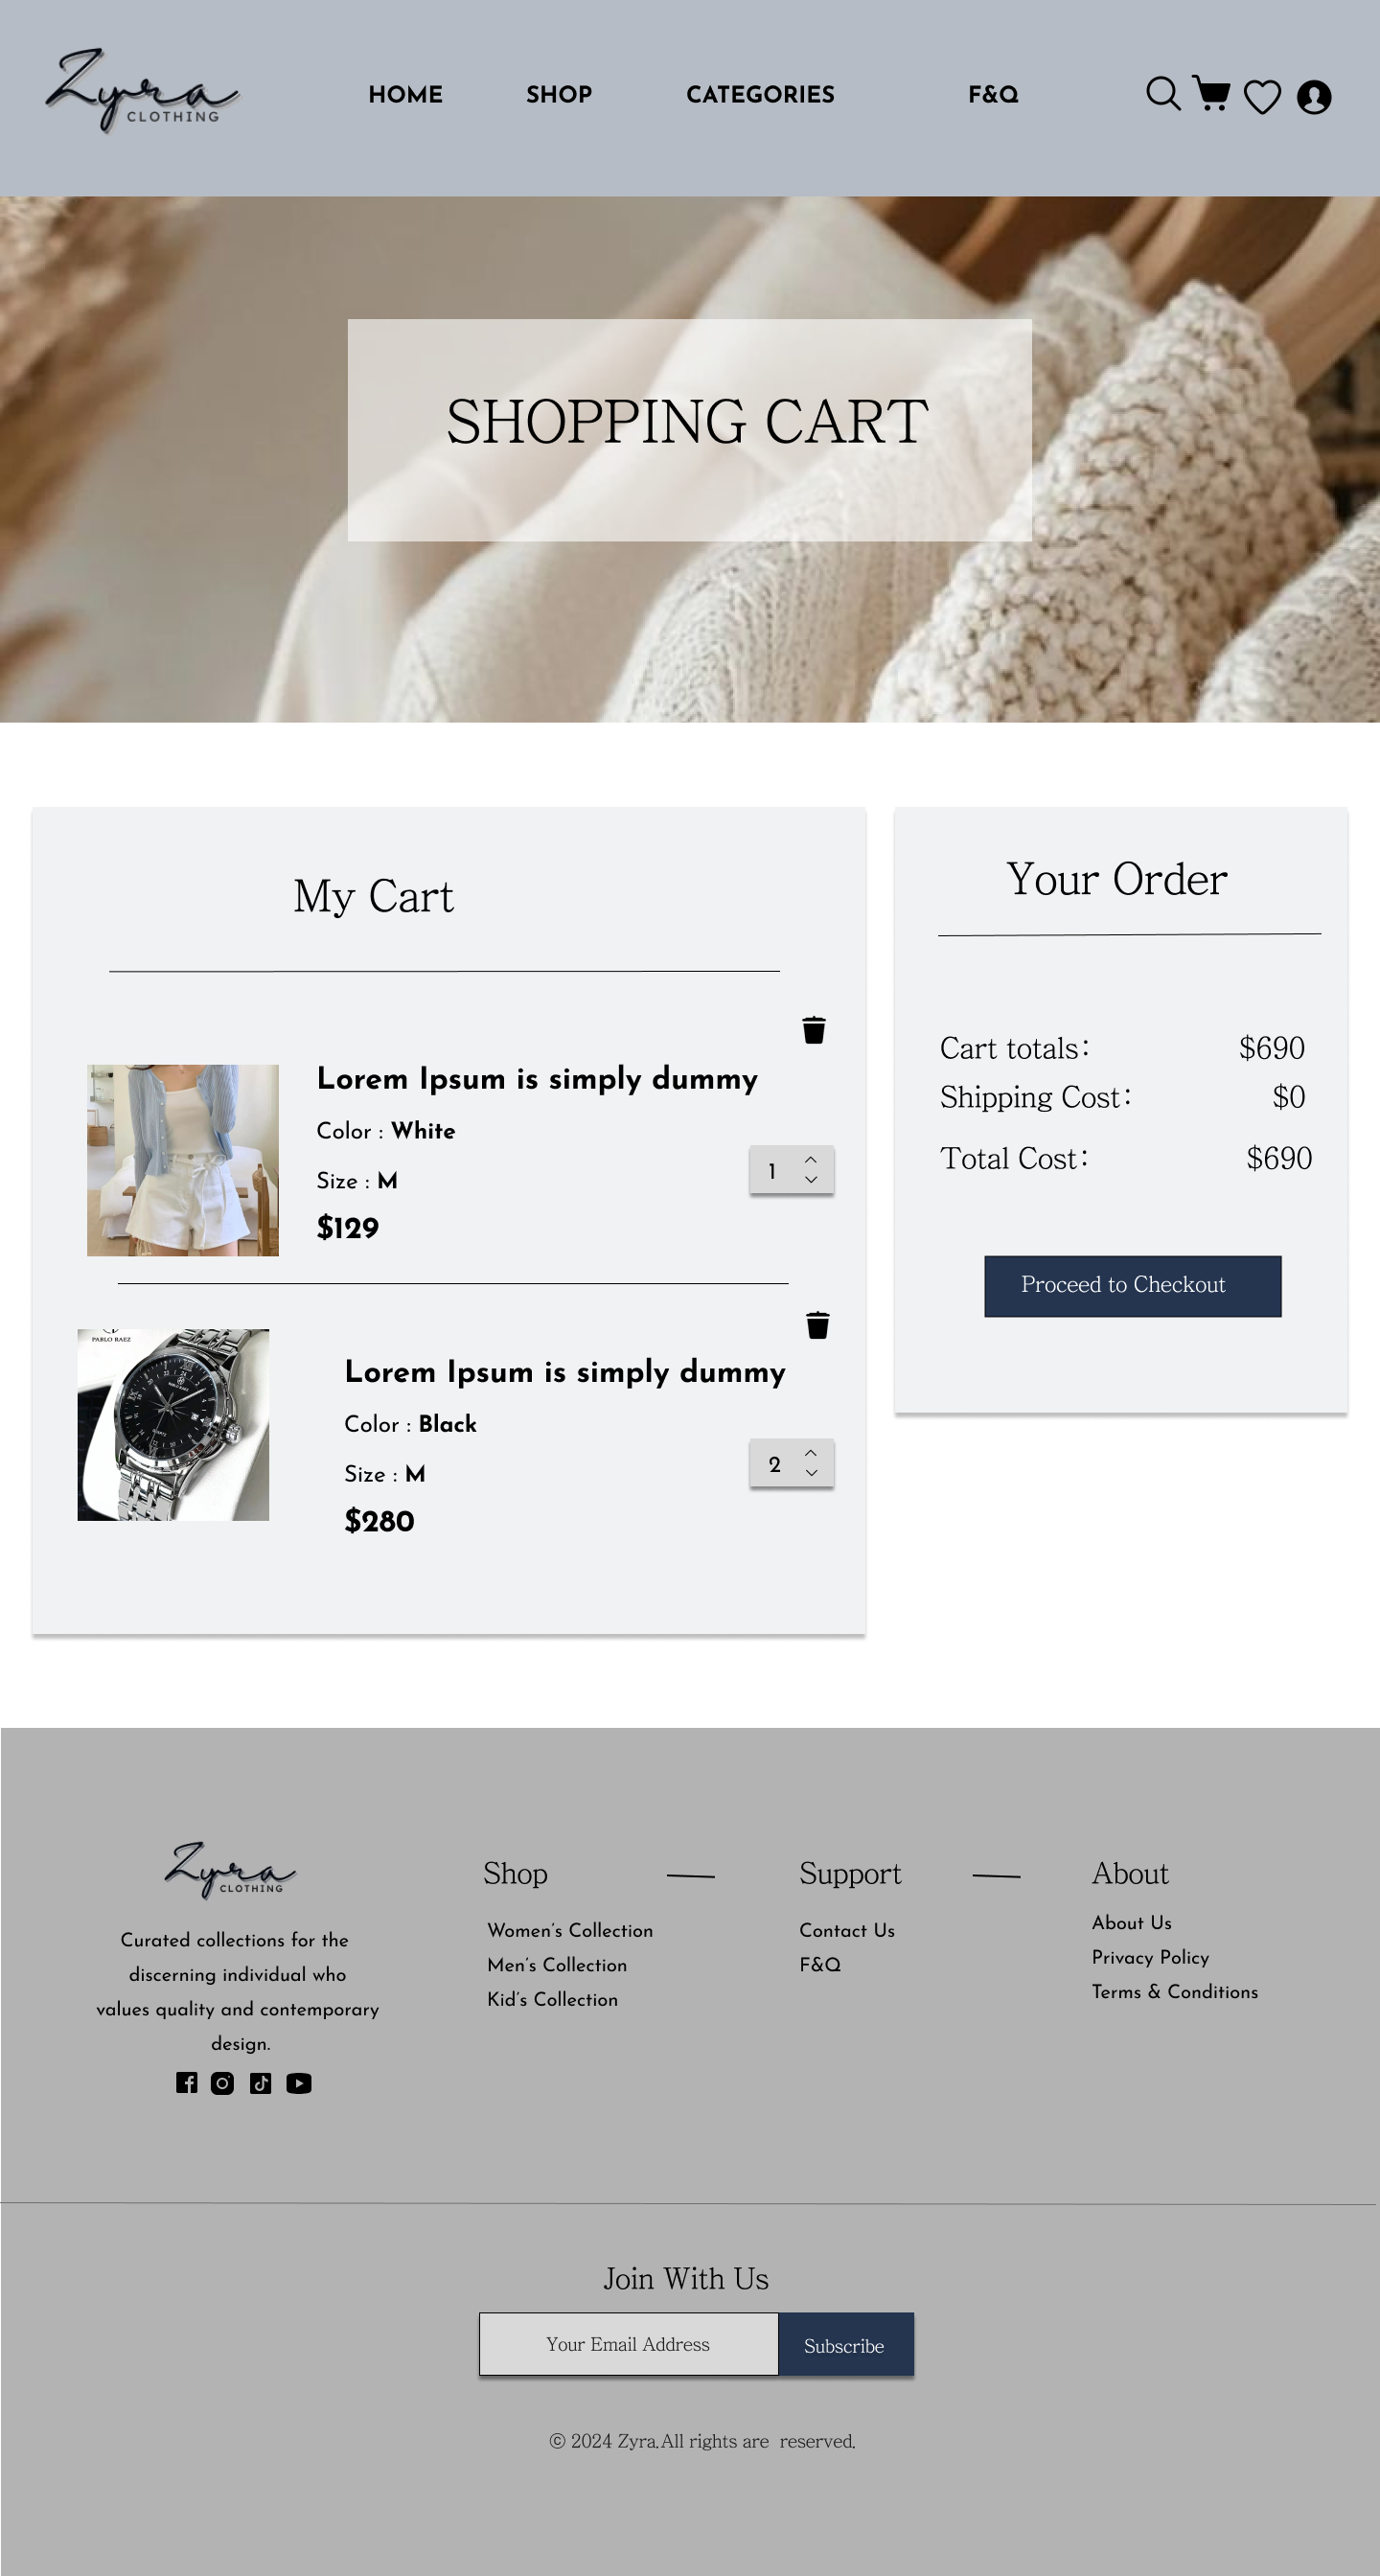 Zyra
CLOTHING
HOME SHOP CATEGORIES F&Q
SHOPPING CART
My Cart
Lorem Ipsum is simply dummy
Color : White
Size : M
1
$129
PABLO RAEZ
Lorem Ipsum is simply dummy
Color : Black
Size : M
2
$280
Your Order
Cart totals: $690
Shipping Cost: $0
Total Cost: $690
Proceed to Checkout
Zyra
CLOTHING
Curated collections for the
discerning individual who
values quality and contemporary
design.
Shop
Women's Collection
Men's Collection
Kid's Collection
Support
Contact Us
F&Q
About
About Us
Privacy Policy
Terms & Conditions
Join With Us
Your Email Address Subscribe
© 2024 Zyra.All rights are  reserved.